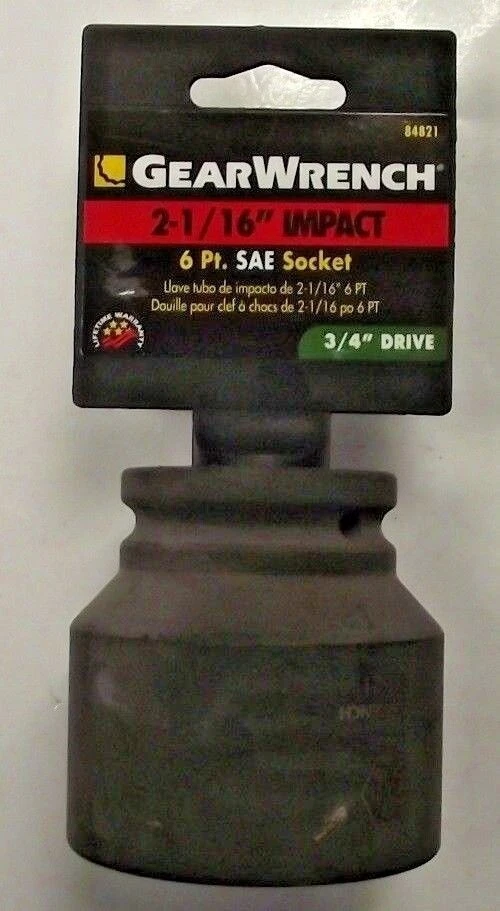 84821
GEARWRENCH®
2-1/16" IMPACT
6 Pt. SAE Socket
Llave tubo de impacto de 2-1/16" 6 PT
Douille pour clef à chocs de 2-1/16 po 6 PT
LIFETIME WARRANTY
3/4" DRIVE